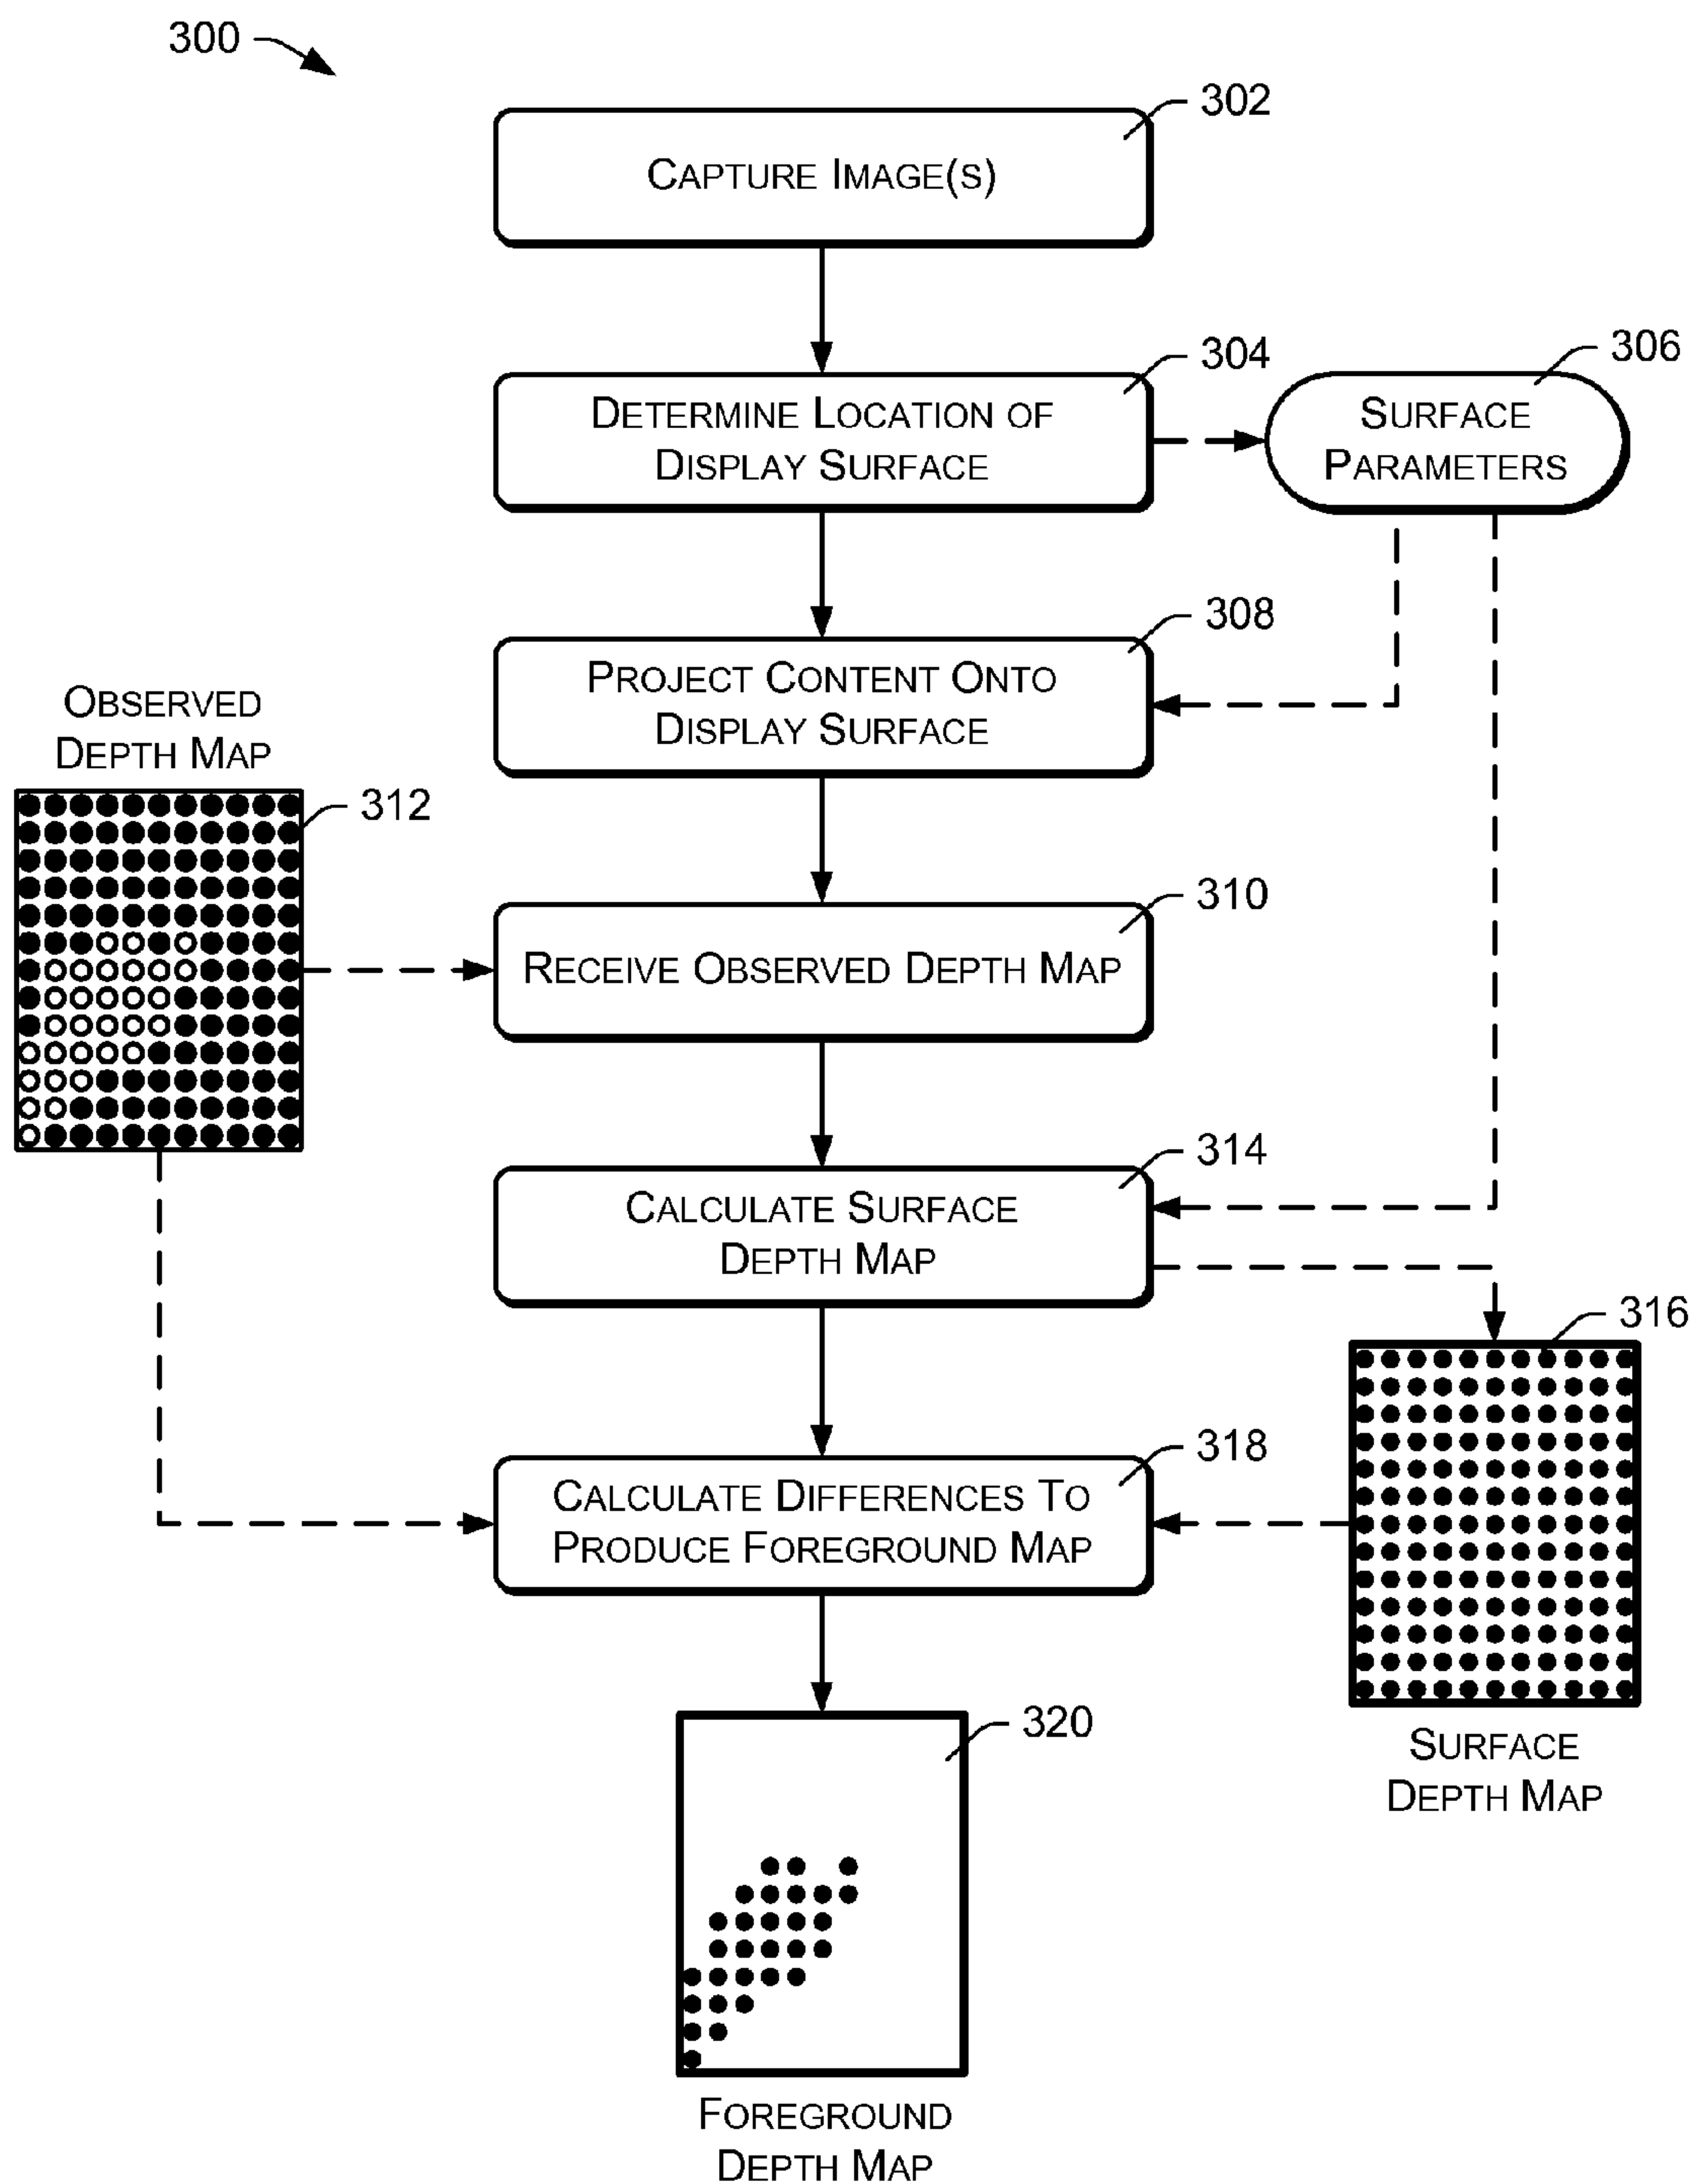 300
302
CAPTURE IMAGE(S)
304
DETERMINE LOCATION OF
DISPLAY SURFACE
306
SURFACE
PARAMETERS
308
PROJECT CONTENT ONTO
DISPLAY SURFACE
OBSERVED
DEPTH MAP
312
310
RECEIVE OBSERVED DEPTH MAP
314
CALCULATE SURFACE
DEPTH MAP
316
318
CALCULATE DIFFERENCES TO
PRODUCE FOREGROUND MAP
SURFACE
DEPTH MAP
320
FOREGROUND
DEPTH MAP